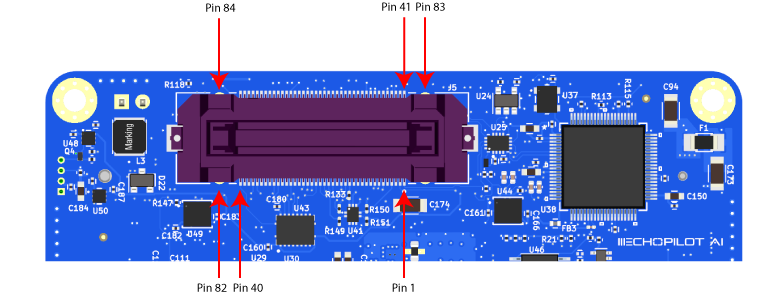 Pin 84
Pin 41
Pin 83
R118
J5
U24
U37
R113
R115
C94
U48
Q4
Marking
L3
U25
F1
C184
U50
C187
D22
R147
C183
C180
U43
R133
R150
R151
R149
U41
C174
C161
U44
C166
U38
FB3
C150
C173
C182
U49
C160
R21
ECHOPILOT AI
C1
C111
U29
U30
U46
Pin 82
Pin 40
Pin 1